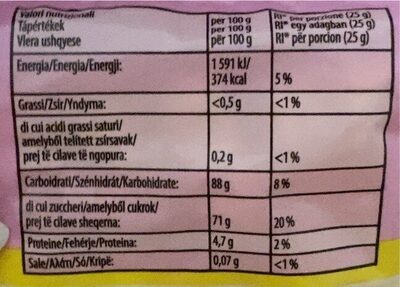 Valori nutrizionali per 100 g RI* per porzione (25 g)
Tápértékek per 100 g RI* egy adagban (25 g)
Vlera ushqyese për 100 g RI* për porcion (25 g)
Energia/Energia/Energji: 1 591 kJ/
374 kcal 5 %
Grassi/Zsír/Yndyrna: <0,5 g <1 %
di cui acidi grassi saturi/
amelyből telített zsírsavak/
prej të cilave të ngopura: 0,2 g <1 %
Carboidrati/Szénhidrát/Karbohidrate: 88 g 8 %
di cui zuccheri/amelyből cukrok/
prej të cilave sheqerna: 71 g 20 %
Proteine/Fehérje/Proteina: 4,7 g 2 %
Sale/Αλάτι/Só/Kripë: 0,07 g <1 %